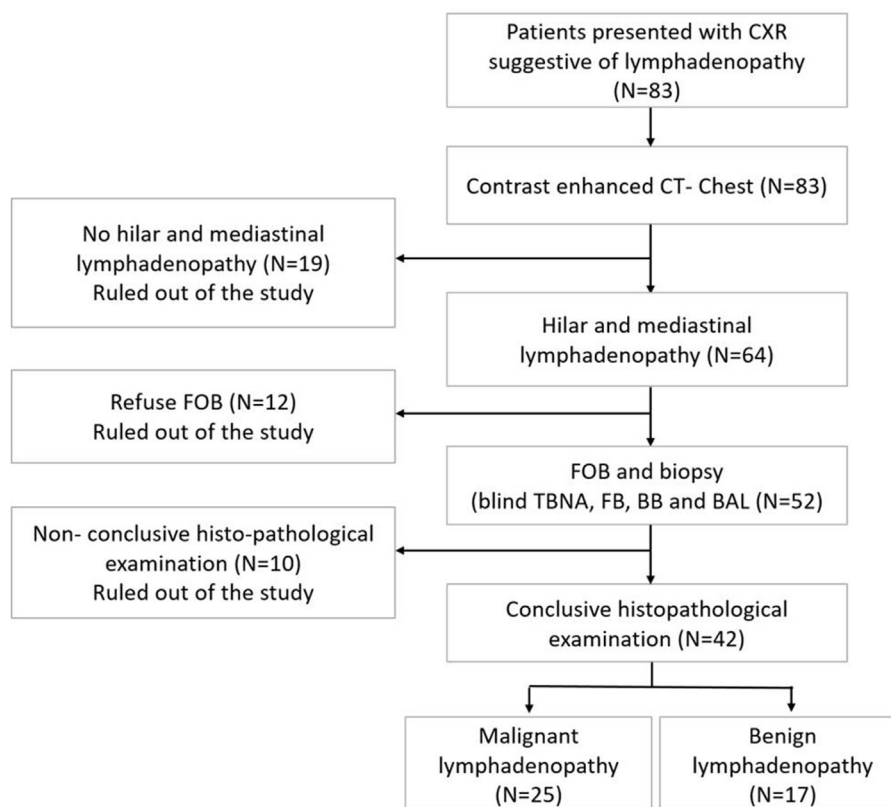 Patients presented with CXR
suggestive of lymphadenopathy
(N=83)
Contrast enhanced CT- Chest (N=83)
No hilar and mediastinal
lymphadenopathy (N=19)
Ruled out of the study
Hilar and mediastinal
lymphadenopathy (N=64)
Refuse FOB (N=12)
Ruled out of the study
FOB and biopsy
(blind TBNA, FB, BB and BAL (N=52)
Non- conclusive histo-pathological
examination (N=10)
Ruled out of the study
Conclusive histopathological
examination (N=42)
Malignant
lymphadenopathy
(N=25)
Benign
lymphadenopathy
(N=17)